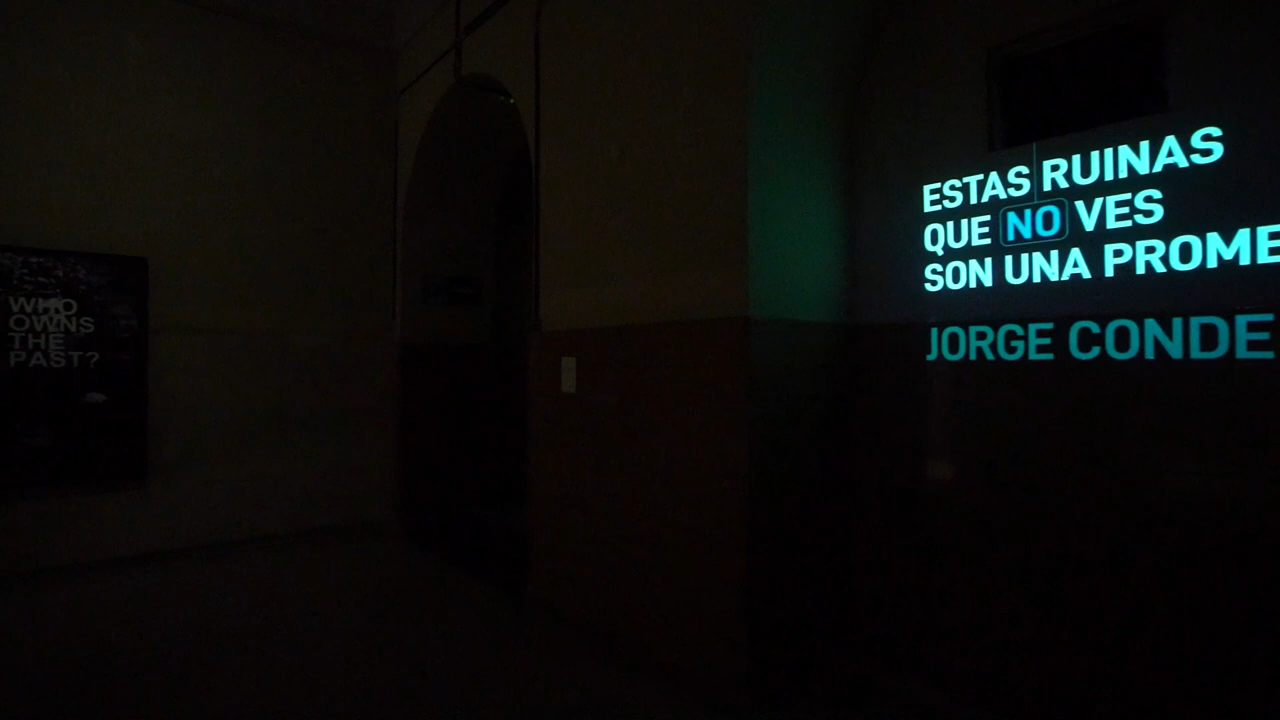 WHO
OWNS
THE
PAST?
ESTAS RUINAS
QUE NO VES
SON UNA PROME
JORGE CONDE